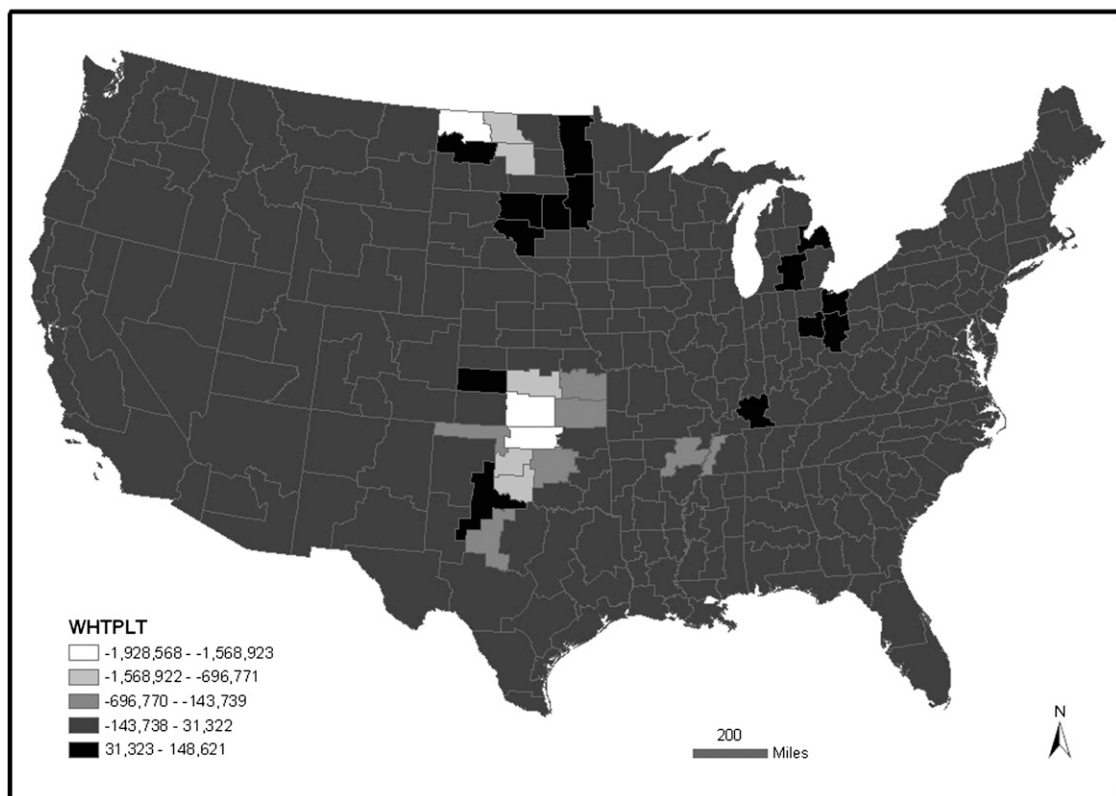 WHTPLT
-1,928,568 - -1,568,923
-1,568,922 - -696,771
-696,770 - -143,739
-143,738 - 31,322
31,323 - 148,621
200
Miles
N